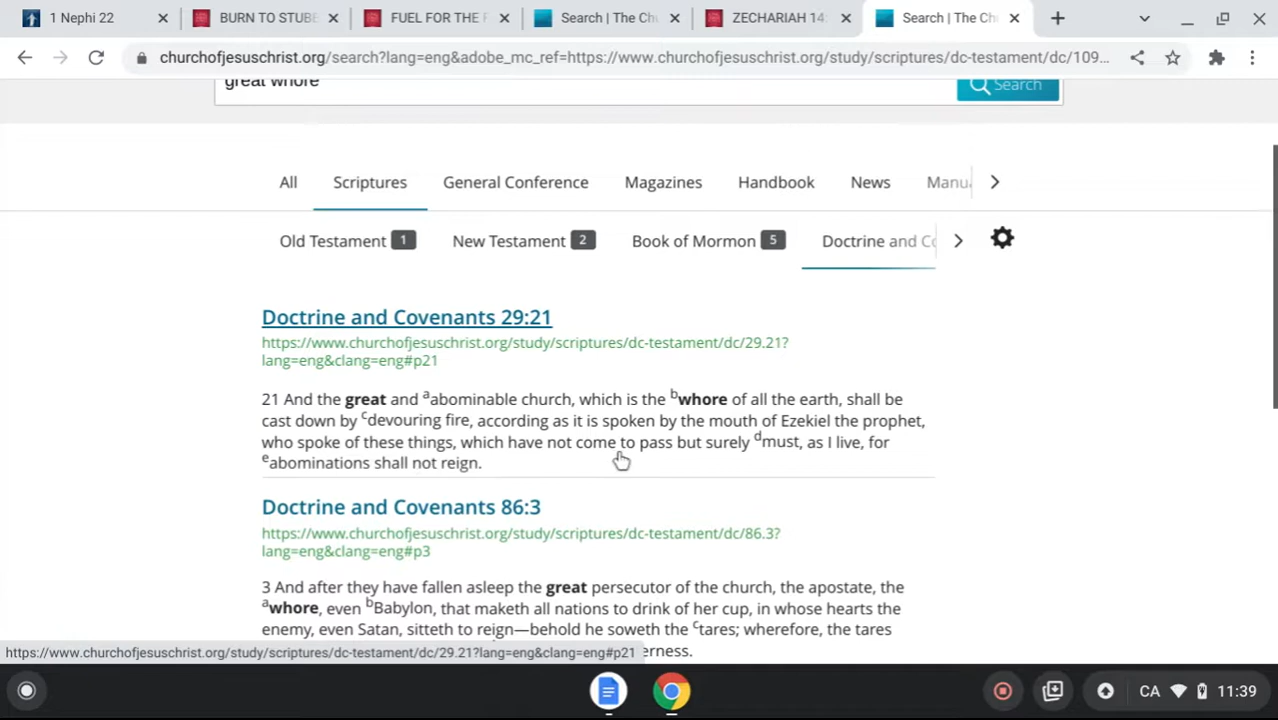 1 Nephi 22
BURN TO STUBB
FUEL FOR THE F
Search | The Chu
ZECHARIAH 14:
Search | The Chu
churchofjesuschrist.org/search?lang=eng&adobe_mc_ref=https://www.churchofjesuschrist.org/study/scriptures/dc-testament/dc/109...
great whore
Search
All Scriptures General Conference Magazines Handbook News Manua
Old Testament 1 New Testament 2 Book of Mormon 5 Doctrine and Co
Doctrine and Covenants 29:21
https://www.churchofjesuschrist.org/study/scriptures/dc-testament/dc/29.21?
lang=eng&clang=eng#p21
21 And the great and aabominable church, which is the bwhore of all the earth, shall be
cast down by cdevouring fire, according as it is spoken by the mouth of Ezekiel the prophet,
who spoke of these things, which have not come to pass but surely dmust, as I live, for
eabominations shall not reign.
Doctrine and Covenants 86:3
https://www.churchofjesuschrist.org/study/scriptures/dc-testament/dc/86.3?
lang=eng&clang=eng#p3
3 And after they have fallen asleep the great persecutor of the church, the apostate, the
awhore, even bBabylon, that maketh all nations to drink of her cup, in whose hearts the
enemy, even Satan, sitteth to reign—behold he soweth the ctares; wherefore, the tares
erness.
https://www.churchofjesuschrist.org/study/scriptures/dc-testament/dc/29.21?lang=eng&clang=eng#p21
CA 11:39